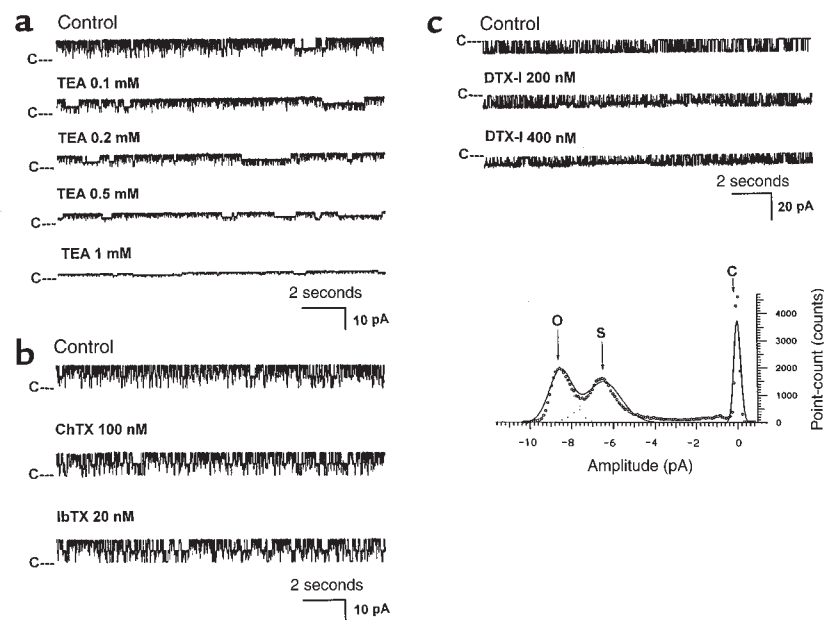 a Control
C---
TEA 0.1 mM
C---
TEA 0.2 mM
C---
TEA 0.5 mM
C---
TEA 1 mM
C---
2 seconds
10 pA
b Control
C---
ChTX 100 nM
C---
IbTX 20 nM
C---
2 seconds
10 pA
c Control
C---
DTX-I 200 nM
C---
DTX-I 400 nM
C---
2 seconds
20 pA
C
O
S
4000
3000
2000
1000
0
Point-count (counts)
-10 -8 -6 -4 -2 0
Amplitude (pA)